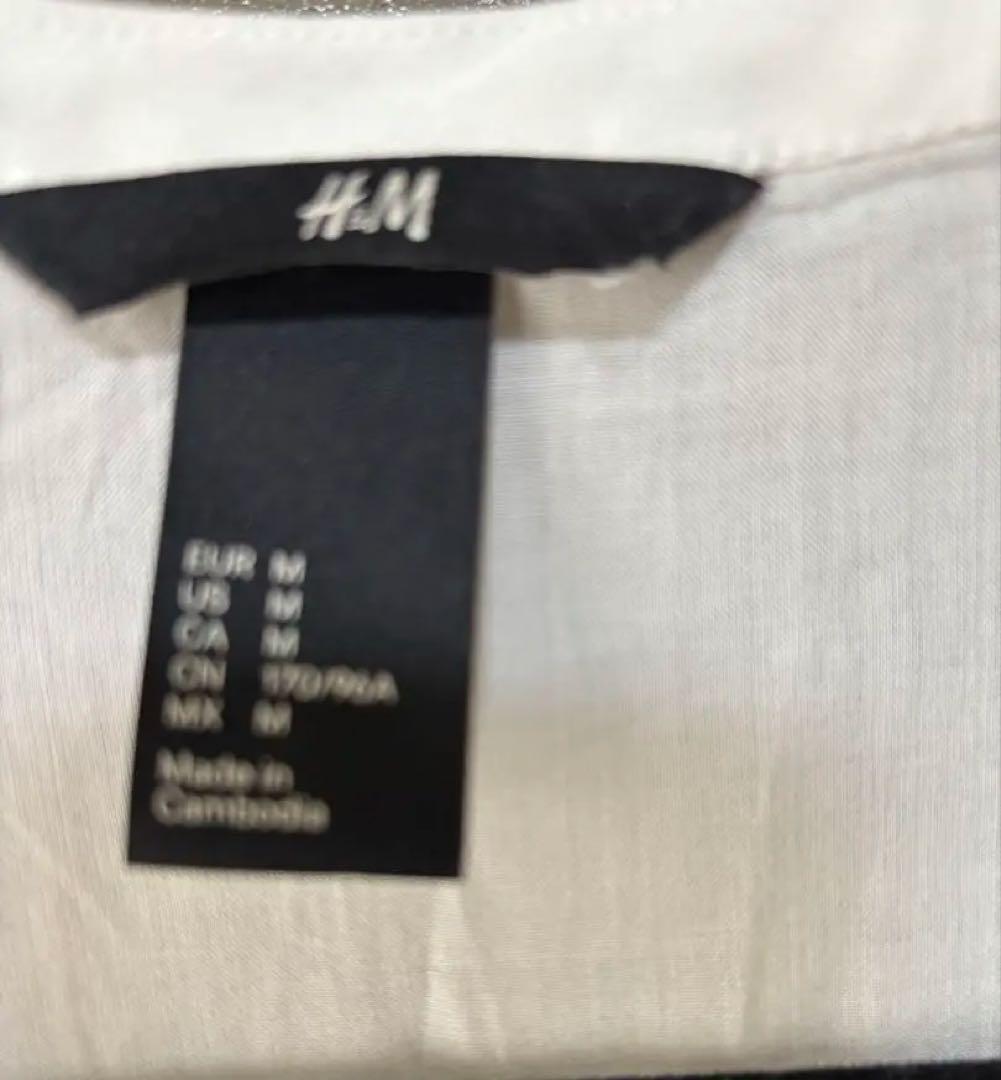 H&M
EUR M
US M
CA M
CN 170/96A
MX M
Made in
Cambodia